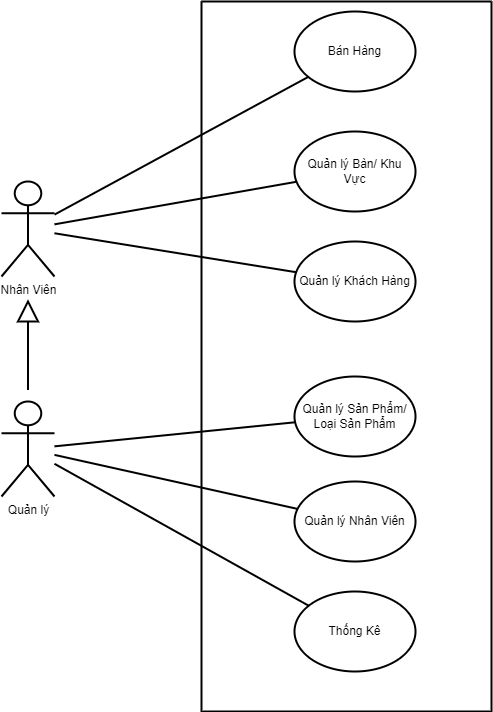 Bán Hàng
Quản lý Bản/ Khu
Vực
Nhân Viên
Quản lý Khách Hàng
Quản lý Sản Phẩm/
Loại Sản Phẩm
Quản lý
Quản lý Nhân Viên
Thống Kê